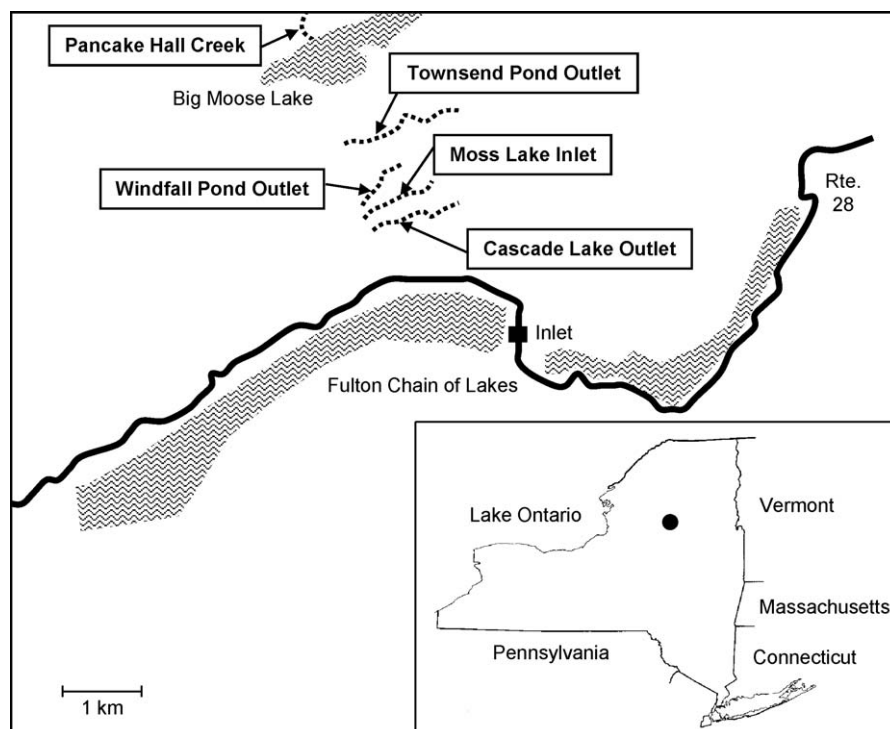 Pancake Hall Creek
Big Moose Lake
Townsend Pond Outlet
Moss Lake Inlet
Windfall Pond Outlet
Rte.
28
Cascade Lake Outlet
Inlet
Fulton Chain of Lakes
Lake Ontario
Vermont
Massachusetts
Pennsylvania
Connecticut
1 km